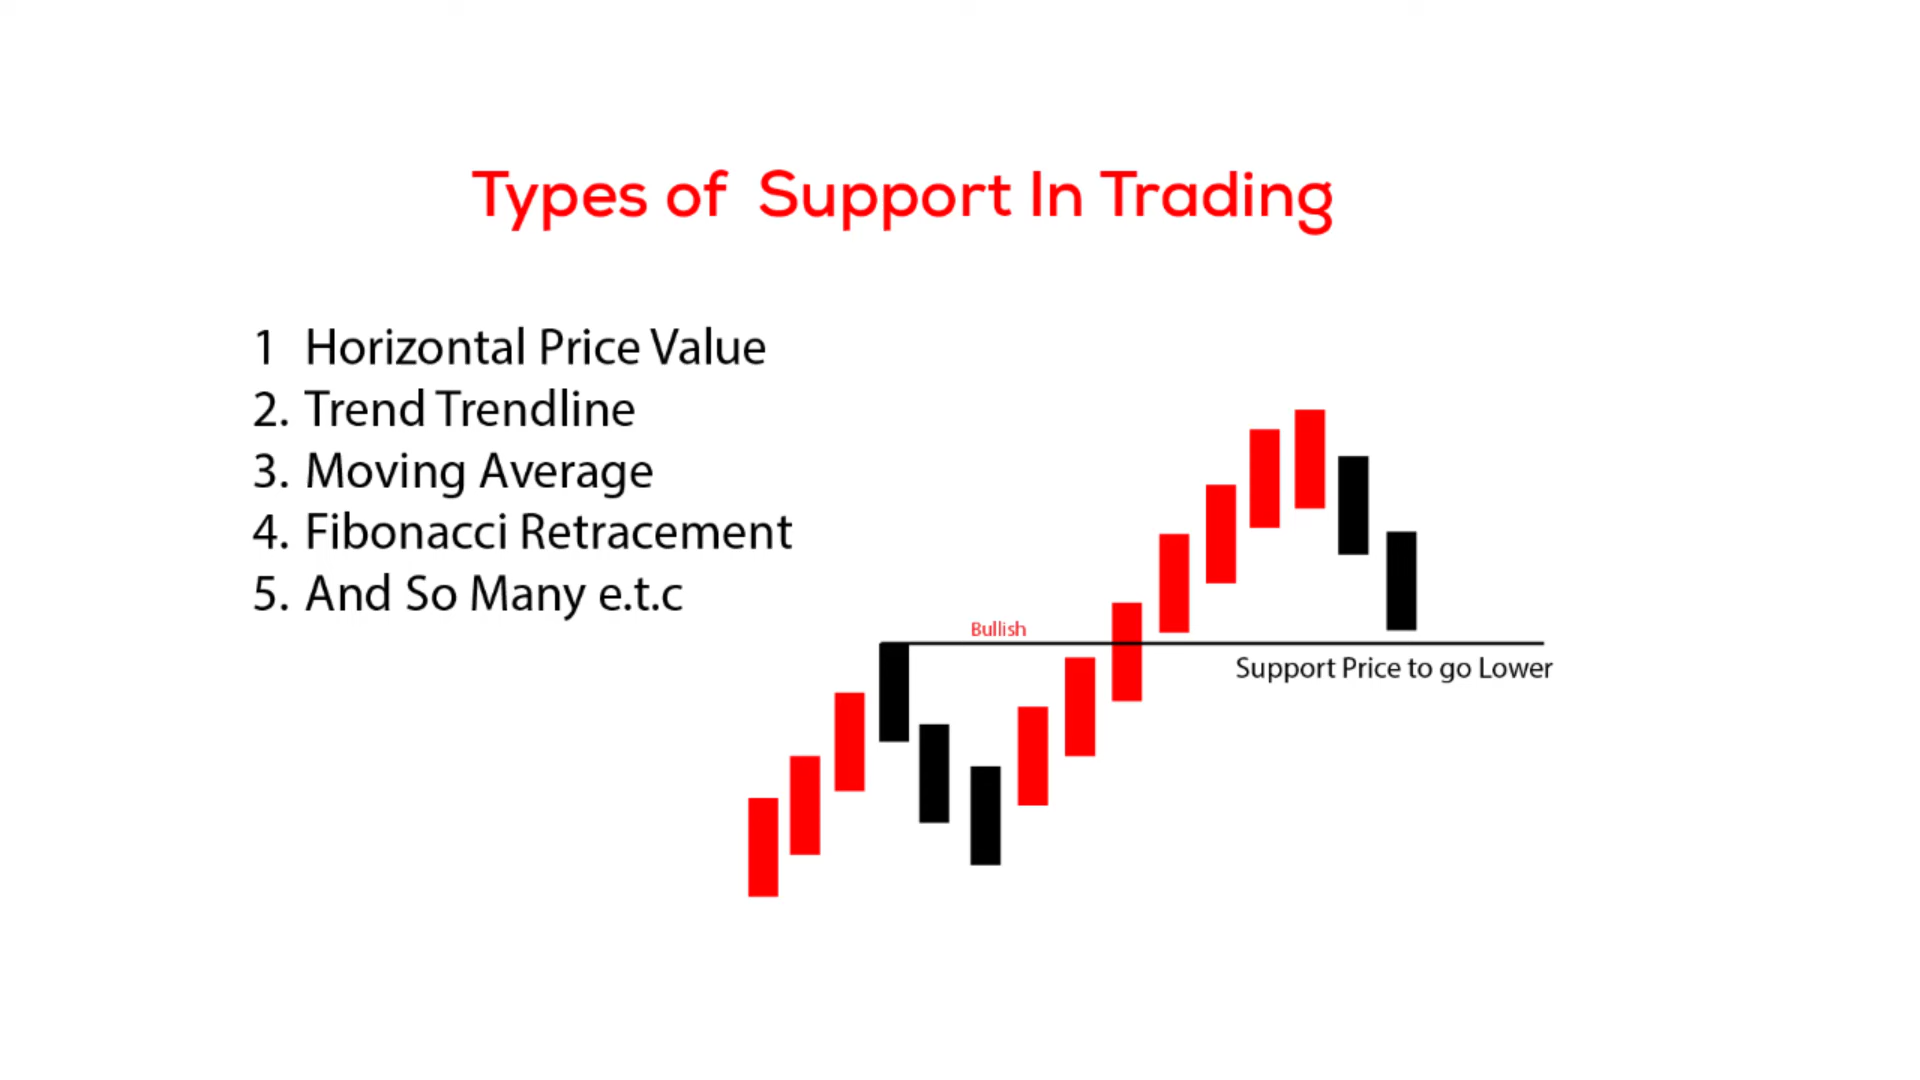 Types of Support In Trading
1 Horizontal Price Value
2. Trend Trendline
3. Moving Average
4. Fibonacci Retracement
5. And So Many e.t.c
Bullish
Support Price to go Lower